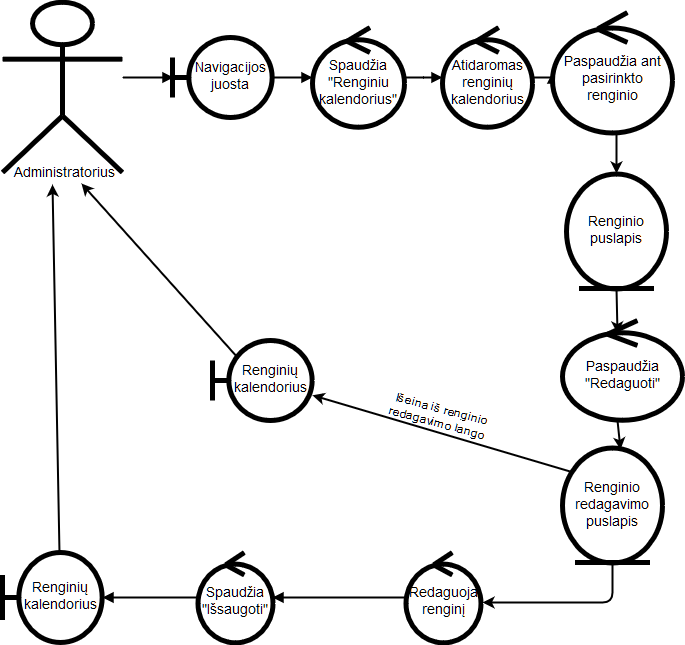 Administratorius
Navigacijos
juosta
Spaudžia
"Renginiu
kalendorius"
Atidaromas
renginių
kalendorius
Paspaudžia ant
pasirinkto
renginio
Renginio
puslapis
Paspaudžia
"Redaguoti"
Renginio
redagavimo
puslapis
Išeina iš renginio
redagavimo lango
Renginių
kalendorius
Redaguoja
renginį
Spaudžia
"Išsaugoti"
Renginių
kalendorius